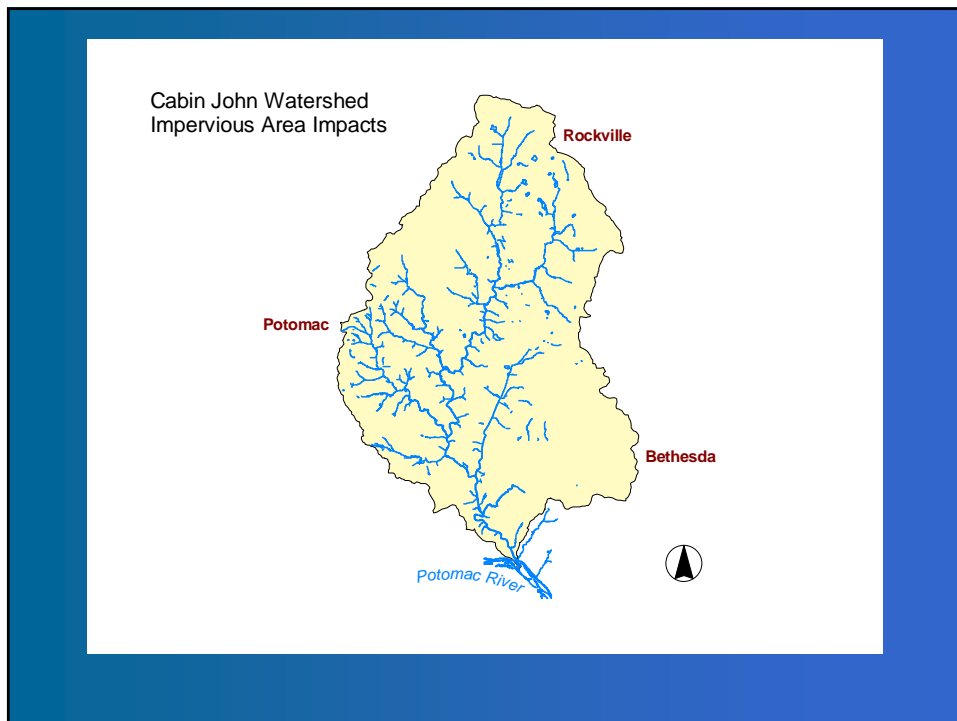 Cabin John Watershed
Impervious Area Impacts
Rockville
Potomac
Bethesda
Potomac River